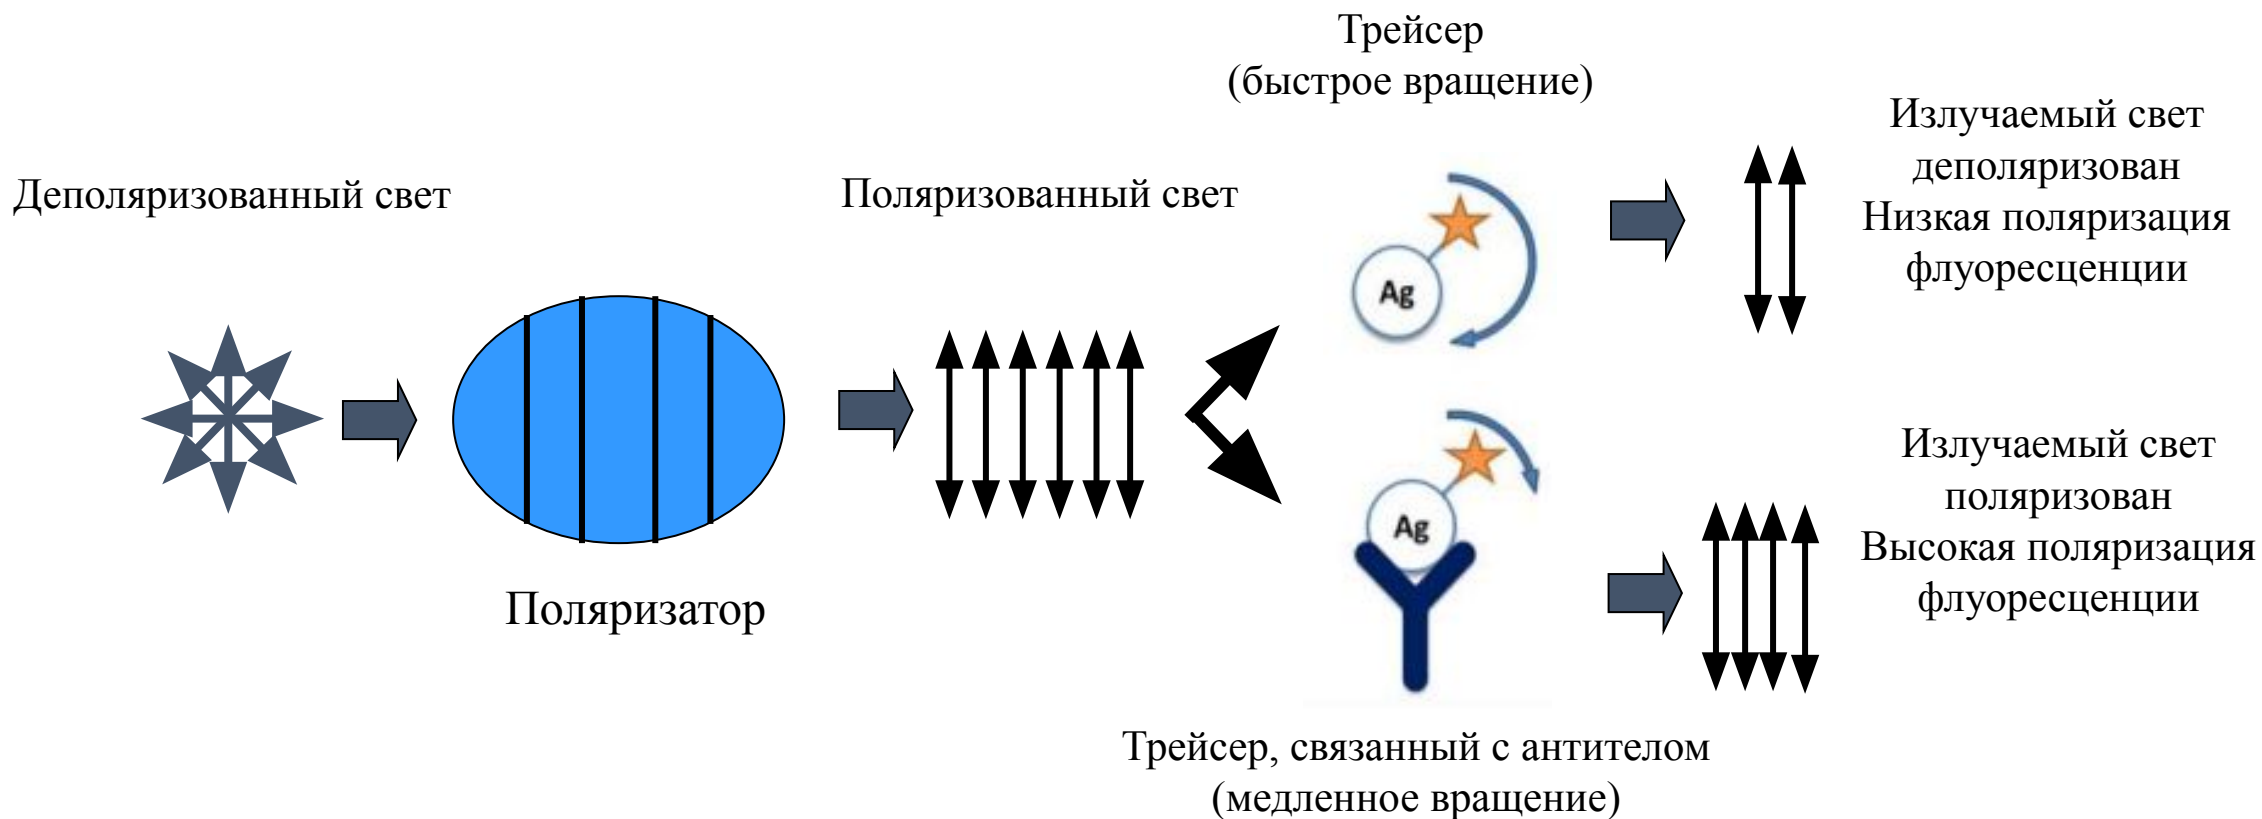 Деполяризованный свет
Поляризатор
Поляризованный свет
Трейсер
(быстрое вращение)
Ag
Излучаемый свет
деполяризован
Низкая поляризация
флуоресценции
Ag
Трейсер, связанный с антителом
(медленное вращение)
Излучаемый свет
поляризован
Высокая поляризация
флуоресценции